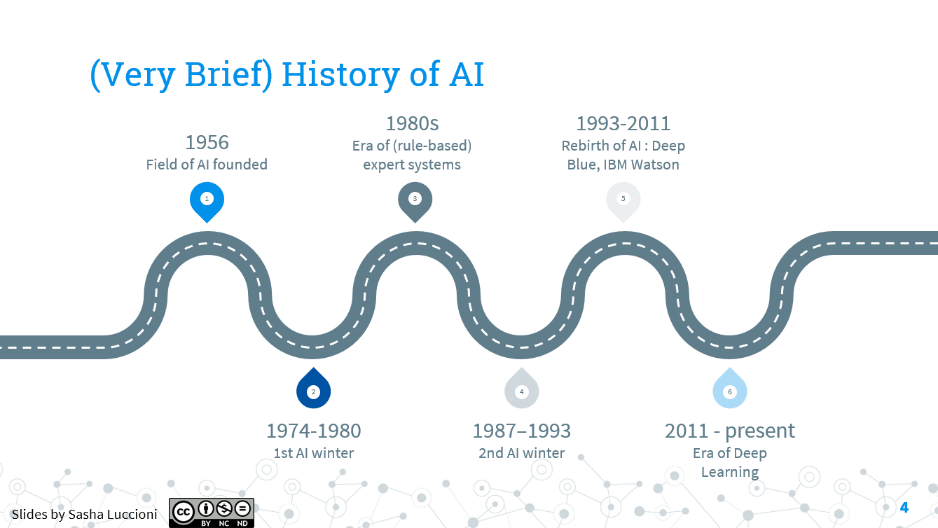 (Very Brief) History of AI
1956
Field of AI founded
1
1974-1980
1st AI winter
2
1980s
Era of (rule-based)
expert systems
3
1987–1993
2nd AI winter
4
1993-2011
Rebirth of AI : Deep
Blue, IBM Watson
5
2011 - present
Era of Deep
Learning
6
Slides by Sasha Luccioni
cc
BY NC ND
4